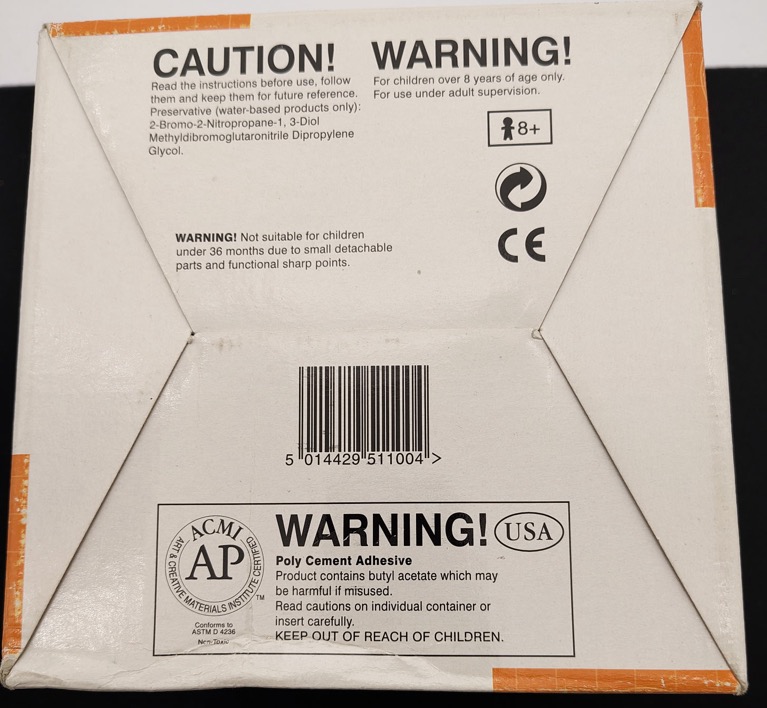 CAUTION!
Read the instructions before use, follow
them and keep them for future reference.
Preservative (water-based products only):
2-Bromo-2-Nitropropane-1, 3-Diol
Methyldibromoglutaronitrile Dipropylene
Glycol.
WARNING!
For children over 8 years of age only.
For use under adult supervision.
8+
CE
WARNING! Not suitable for children
under 36 months due to small detachable
parts and functional sharp points.
5 014429 511004 >
ACMI
AP
ART & CREATIVE MATERIALS INSTITUTE CERTIFIED
TM
Conforms to
ASTM D 4236
Non-Toxic
WARNING! USA
Poly Cement Adhesive
Product contains butyl acetate which may
be harmful if misused.
Read cautions on individual container or
insert carefully.
KEEP OUT OF REACH OF CHILDREN.